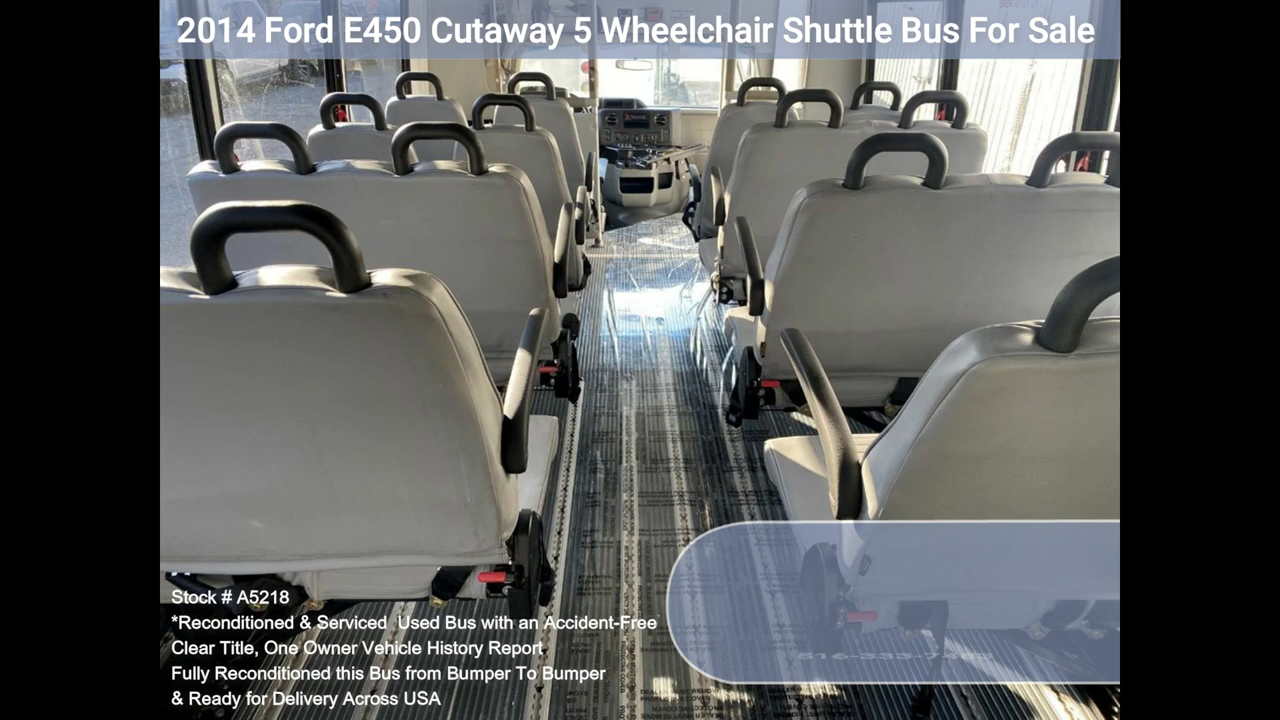 2014 Ford E450 Cutaway 5 Wheelchair Shuttle Bus For Sale
Stock # A5218
*Reconditioned & Serviced Used Bus with an Accident-Free
Clear Title, One Owner Vehicle History Report
Fully Reconditioned this Bus from Bumper To Bumper
& Ready for Delivery Across USA